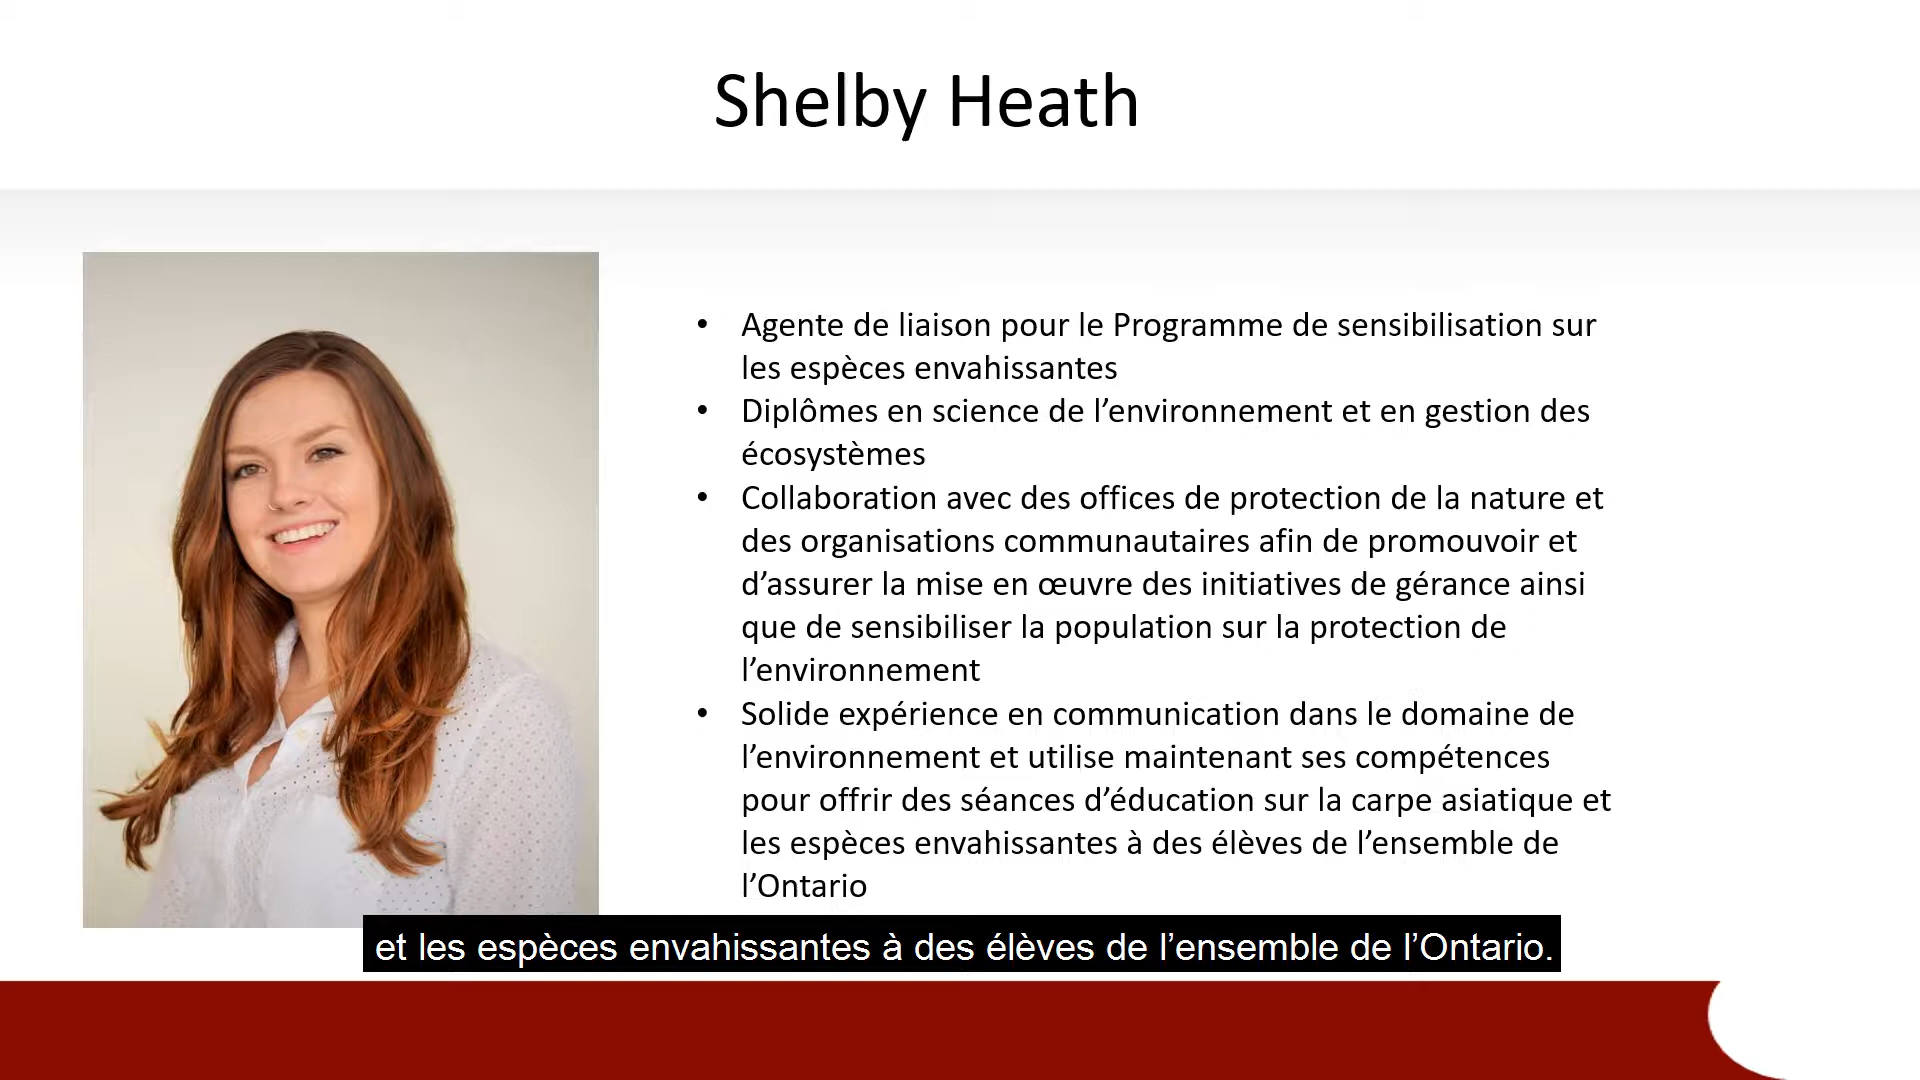 Shelby Heath
• Agente de liaison pour le Programme de sensibilisation sur
les espèces envahissantes
• Diplômes en science de l’environnement et en gestion des
écosystèmes
• Collaboration avec des offices de protection de la nature et
des organisations communautaires afin de promouvoir et
d’assurer la mise en œuvre des initiatives de gérance ainsi
que de sensibiliser la population sur la protection de
l’environnement
• Solide expérience en communication dans le domaine de
l’environnement et utilise maintenant ses compétences
pour offrir des séances d’éducation sur la carpe asiatique et
les espèces envahissantes à des élèves de l’ensemble de
l’Ontario
et les espèces envahissantes à des élèves de l’ensemble de l’Ontario.